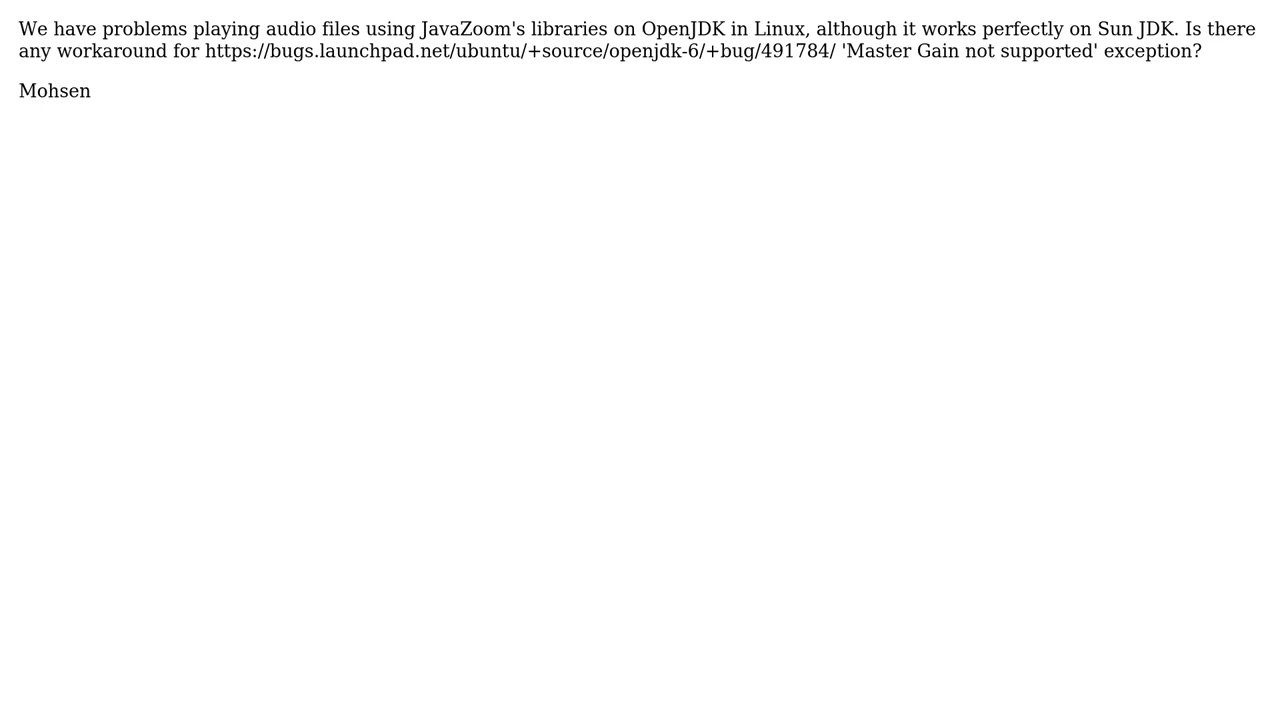 We have problems playing audio files using JavaZoom's libraries on OpenJDK in Linux, although it works perfectly on Sun JDK. Is there
any workaround for https://bugs.launchpad.net/ubuntu/+source/openjdk-6/+bug/491784/ 'Master Gain not supported' exception?
Mohsen